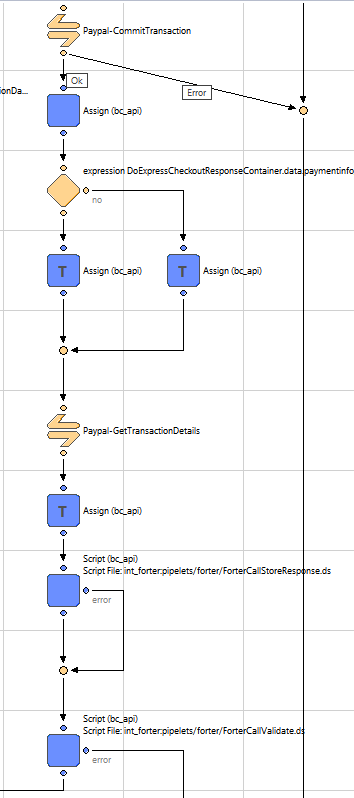 Paypal-CommitTransaction
Ok
Error
ionDa...
Assign (bc_api)
expression DoExpressCheckoutResponseContainer.data.paymentinfo
no
T
Assign (bc_api)
T
Assign (bc_api)
Paypal-GetTransactionDetails
T
Assign (bc_api)
Script (bc_api)
Script File: int_forter:pipelets/forter/ForterCallStoreResponse.ds
error
Script (bc_api)
Script File: int_forter:pipelets/forter/ForterCallValidate.ds
error